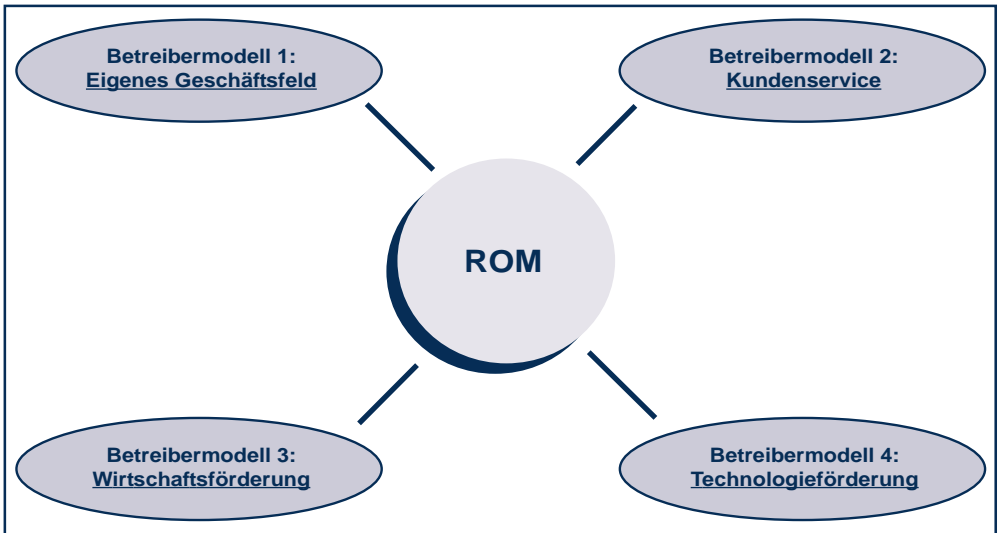 Betreibermodell 1:
Eigenes Geschäftsfeld
Betreibermodell 2:
Kundenservice
ROM
Betreibermodell 3:
Wirtschaftsförderung
Betreibermodell 4:
Technologieförderung